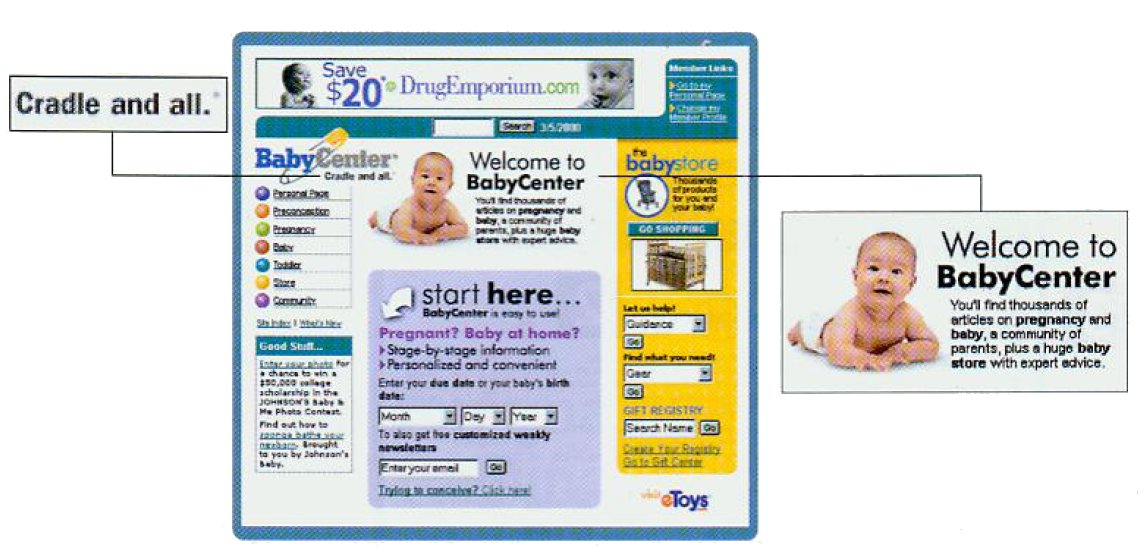 Cradle and all.
Save
$20* @ DrugEmporium.com
Member Links
Go to my
Personal Page
Change my
Member Profile
Search 3/5/2000
BabyCenter
Cradle and all.
Personal Page
Preconception
Pregnancy
Baby
Toddler
Store
Community
Site Index | What's New
Good Stuff...
Enter your photo for
a chance to win a
$50,000 college
scholarship in the
JOHNSON'S Baby &
Me Photo Contest.
Find out how to
sponge bathe your
newborn. Brought
to you by Johnson's
Baby.
Welcome to
BabyCenter
You'll find thousands of
articles on pregnancy and
baby, a community of
parents, plus a huge baby
store with expert advice.
start here...
BabyCenter is easy to use!
Pregnant? Baby at home?
Stage-by-stage information
Personalized and convenient
Enter your due date or your baby's birth
date:
Month Day Year
To also get free customized weekly
newsletters
Enter your email Go
Trying to conceive? Click here!
the
babystore
Thousands
of products
for you and
your baby!
GO SHOPPING
Let us help!
Guidance
Go
Find what you need!
Gear
Go
GIFT REGISTRY
Search Name Go
Create Your Registry
Go to Gift Center
visit eToys
Welcome to
BabyCenter
You'll find thousands of
articles on pregnancy and
baby, a community of
parents, plus a huge baby
store with expert advice.